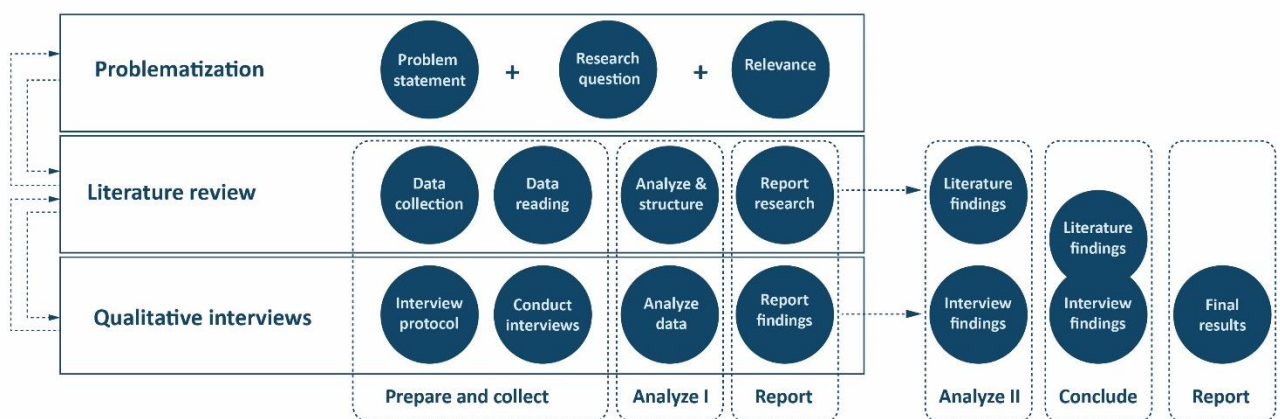 Problematization
Problem
statement
+
Research
question
+
Relevance
Literature review
Data
collection
Data
reading
Analyze &
structure
Report
research
Literature
findings
Literature
findings
Qualitative interviews
Interview
protocol
Conduct
interviews
Analyze
data
Report
findings
Interview
findings
Interview
findings
Final
results
Prepare and collect
Analyze I
Report
Analyze II
Conclude
Report